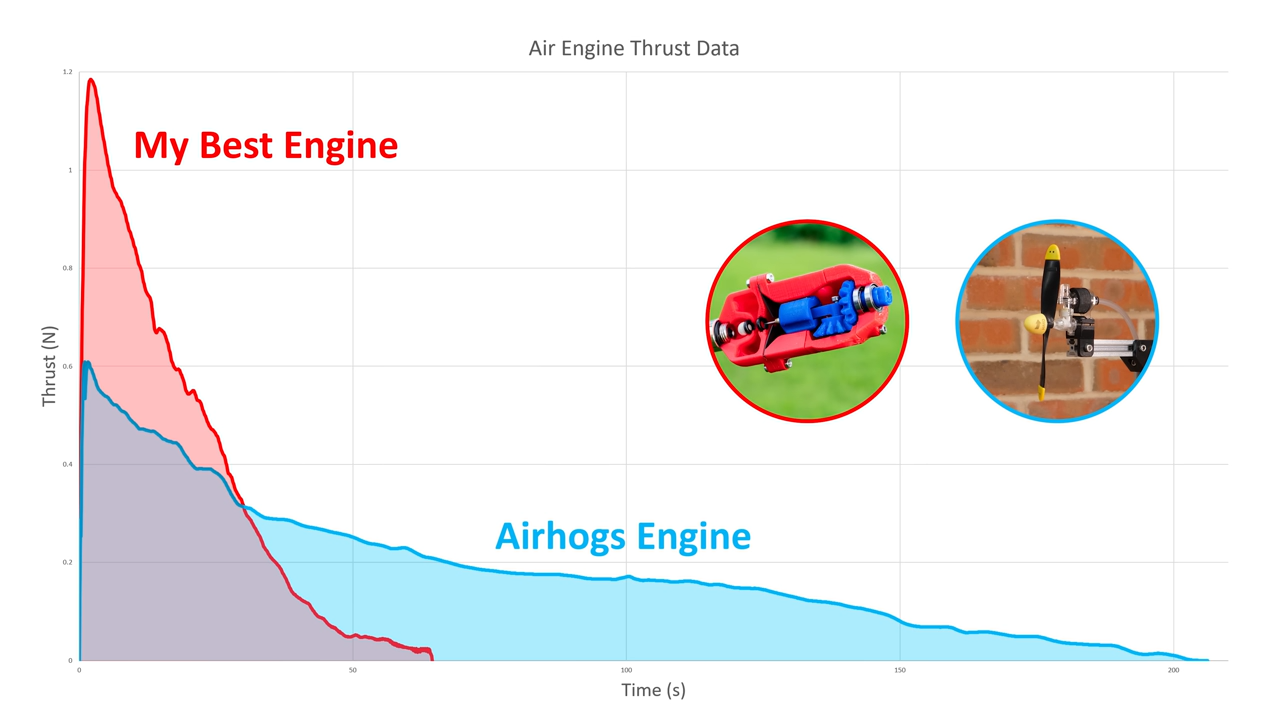 Air Engine Thrust Data
1.2
My Best Engine
1
0.8
0.6
Thrust (N)
0.4
Airhogs Engine
0.2
0
0
50
100
150
200
Time (s)